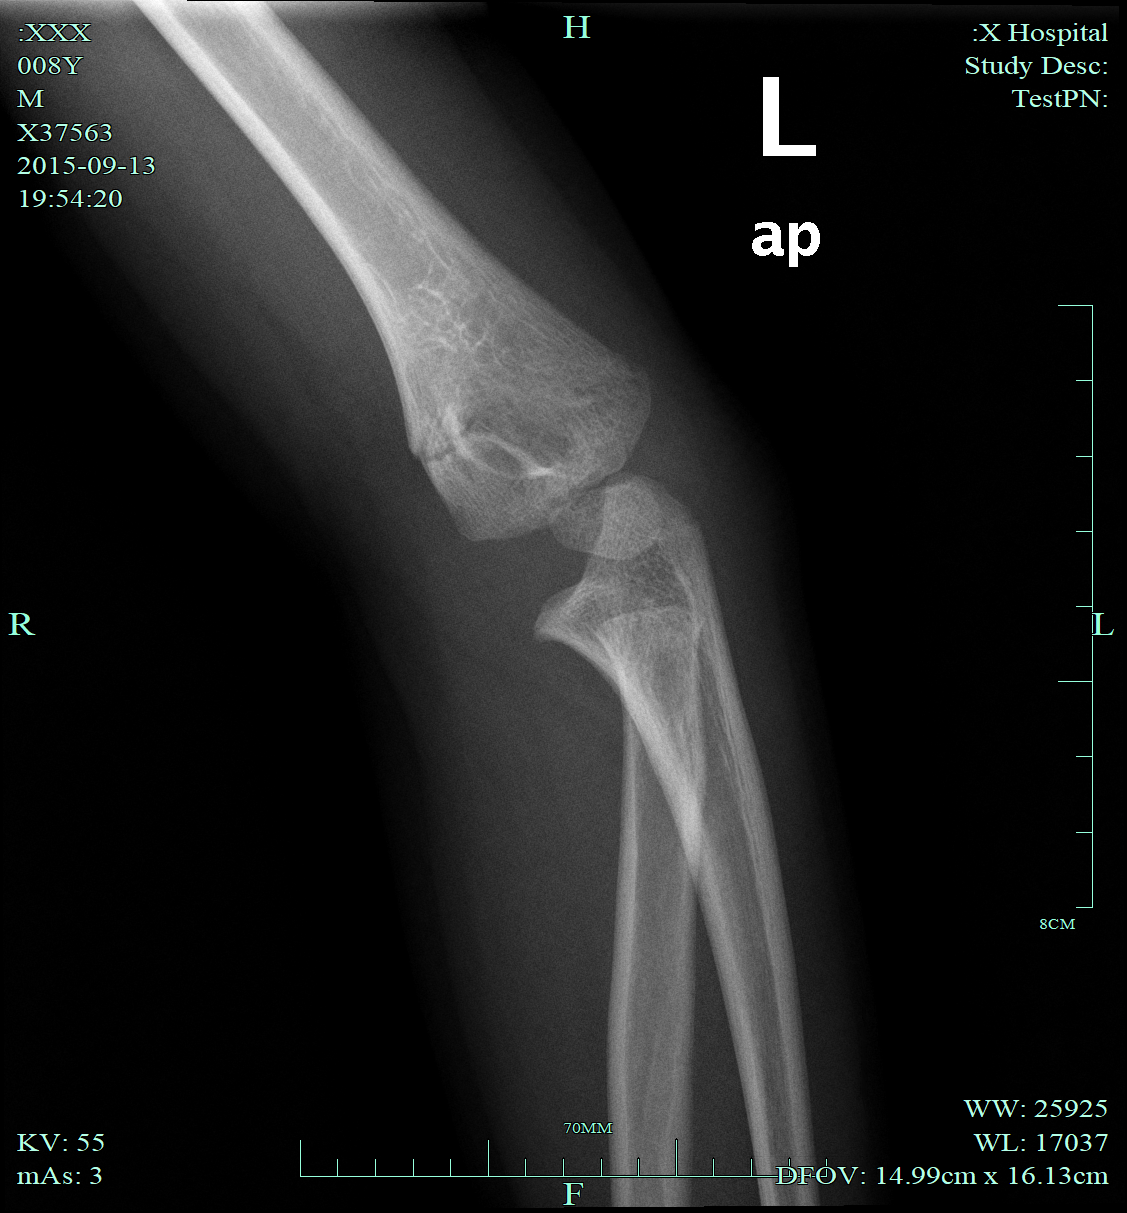 :XXX
008Y
M
X37563
2015-09-13
19:54:20
H
:X Hospital
Study Desc:
TestPN:
L
ap
R
L
8CM
70MM
KV: 55
mAs: 3
F
WW: 25925
WL: 17037
DFOV: 14.99cm x 16.13cm